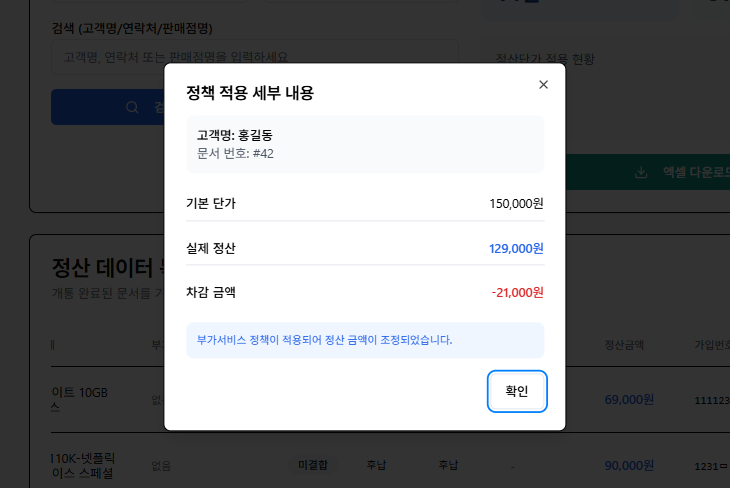 검색 (고객명/연락처/판매점명)
고객명, 연락처 또는 판매점명을 입력하세요
정산단가 적용 현황
정책 적용 세부 내용
고객명: 홍길동
문서 번호: #42
엑셀 다운로드
기본 단가 150,000원
실제 정산 129,000원
정산 데이터
차감 금액 -21,000원
개통 완료된 문서를
부가서비스 정책이 적용되어 정산 금액이 조정되었습니다.
정산금액 가입번호
확인
이트 10GB
스
69,000원 111123
110K-넷플릭
이스 스페셜
없음 미결합 후납 후납 - 90,000원 1231